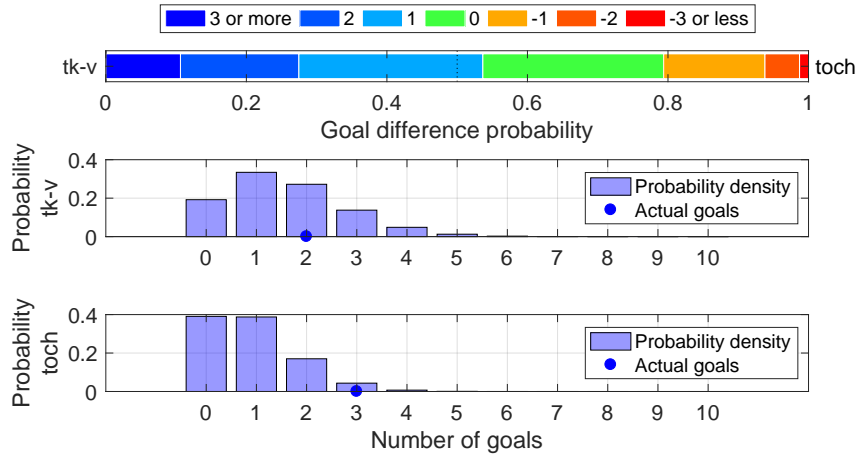 3 or more 2 1 0 -1 -2 -3 or less
tk-v toch
0 0.2 0.4 0.6 0.8 1
Goal difference probability
Probability
tk-v
0.4
0.2
0
Probability density
Actual goals
0 1 2 3 4 5 6 7 8 9 10
Probability
toch
0.4
0.2
0
Probability density
Actual goals
0 1 2 3 4 5 6 7 8 9 10
Number of goals